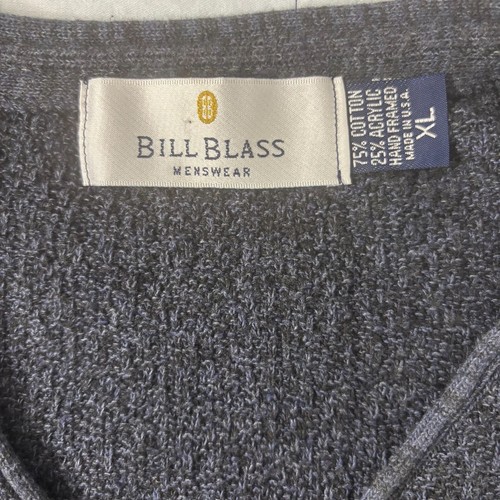 BILL BLASS
MENSWEAR
75% COTTON
25% ACRYLIC
HAND FRAMED
MADE IN U.S.A.
XL